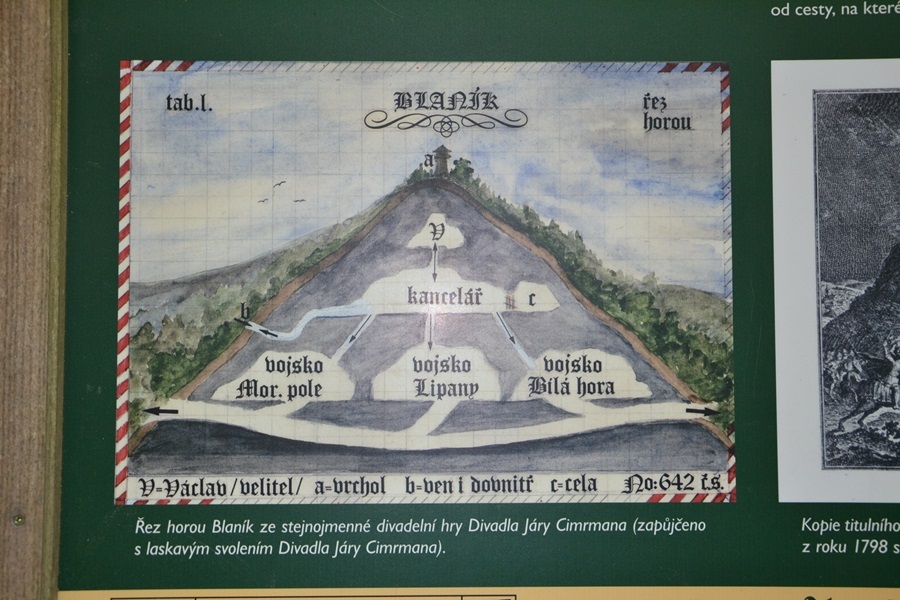 od cesty, na které
tab.I.
BLANÍK
řez
horou
a
V
kancelář
c
b
vojsko
Mor. pole
vojsko
Lipany
vojsko
Bílá hora
V=Václav/velitel/ a=vrchol b=ven i dovnitř c=cela No:642 ř.s.
Řez horou Blaník ze stejnojmenné divadelní hry Divadla Járy Cimrmana (zapůjčeno
s laskavým svolením Divadla Járy Cimrmana).
Kopie titulního
z roku 1798 s